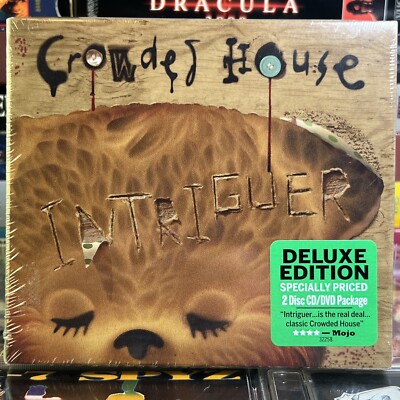 DRACULA
Crowded House
INTRIGUER
DELUXE
EDITION
SPECIALLY PRICED
2 Disc CD/DVD Package
"Intriguer...is the real deal...
classic Crowded House"
★★★★ — Mojo
32258